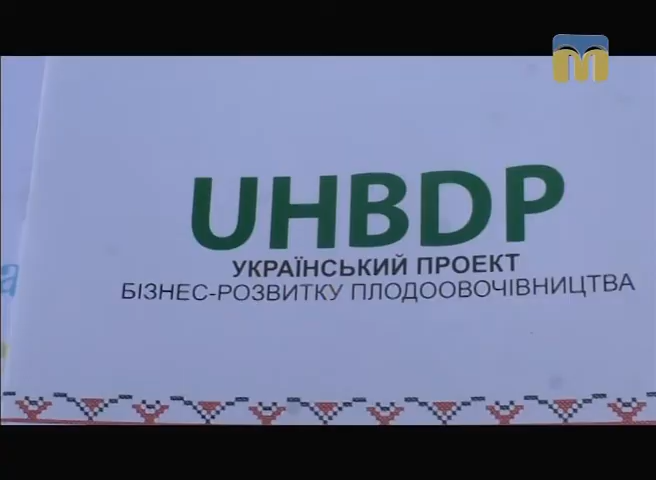 UHBDP
УКРАЇНСЬКИЙ ПРОЕКТ
БІЗНЕС-РОЗВИТКУ ПЛОДООВОЧІВНИЦТВА